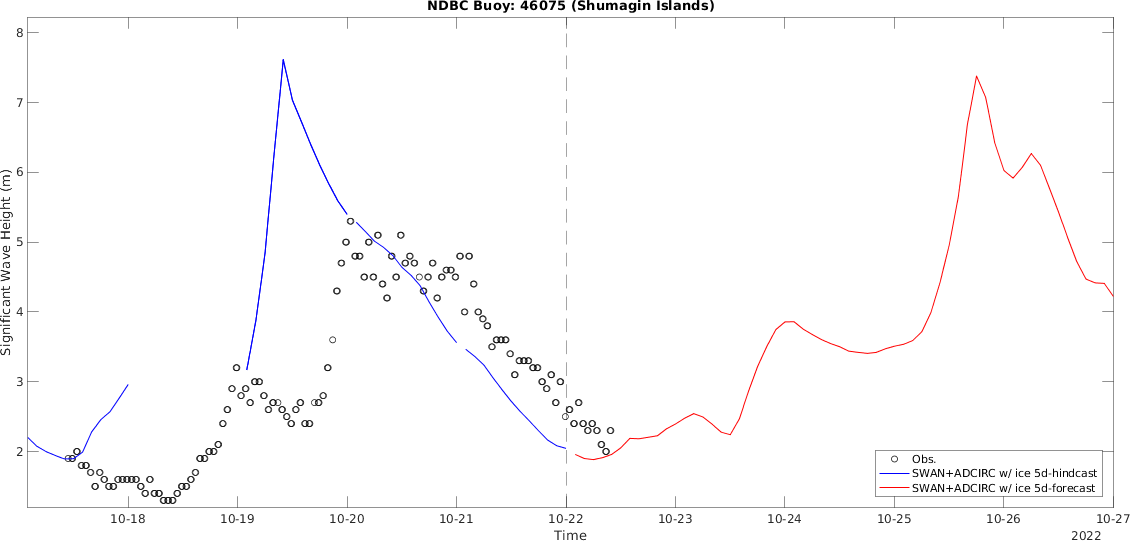 NDBC Buoy: 46075 (Shumagin Islands)
8
7
6
5
4
3
2
Significant Wave Height (m)
Obs.
SWAN+ADCIRC w/ ice 5d-hindcast
SWAN+ADCIRC w/ ice 5d-forecast
10-18 10-19 10-20 10-21 10-22 10-23 10-24 10-25 10-26 10-27
Time
2022